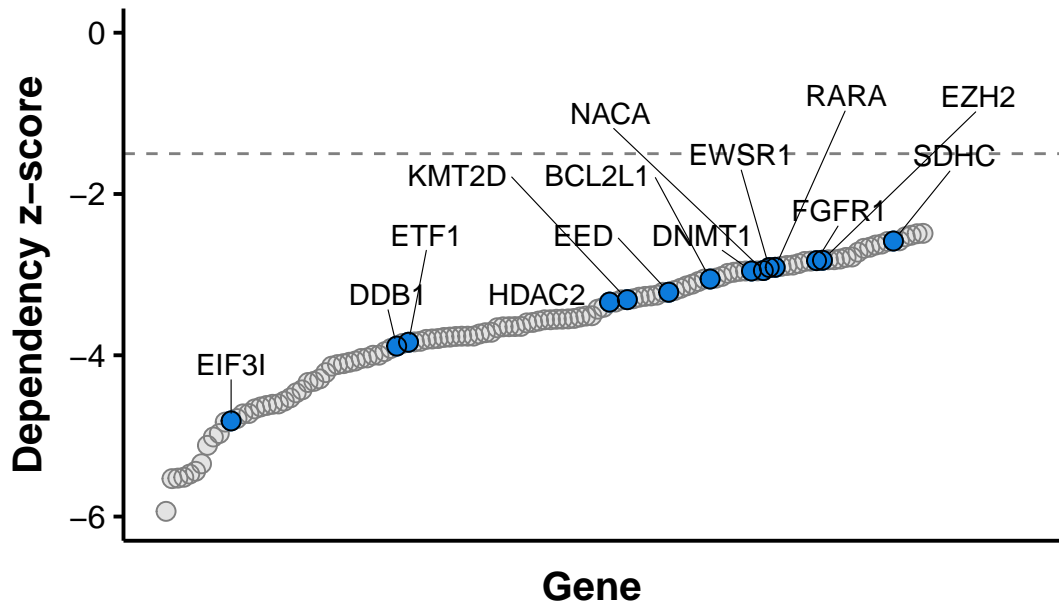 0
−2
−4
−6
Dependency z−score
RARA
EZH2
NACA
EWSR1
SDHC
KMT2D
BCL2L1
FGFR1
ETF1
EED
DNMT1
DDB1
HDAC2
EIF3I
Gene